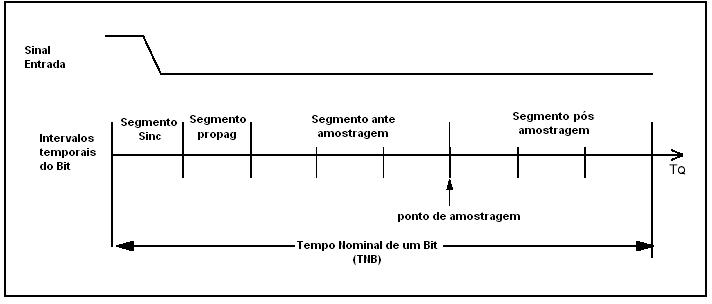 Sinal
Entrada
Segmento
Sinc
Segmento
propag
Segmento ante
amostragem
Segmento pós
amostragem
Intervalos
temporais
do Bit
TQ
ponto de amostragem
Tempo Nominal de um Bit
(TNB)